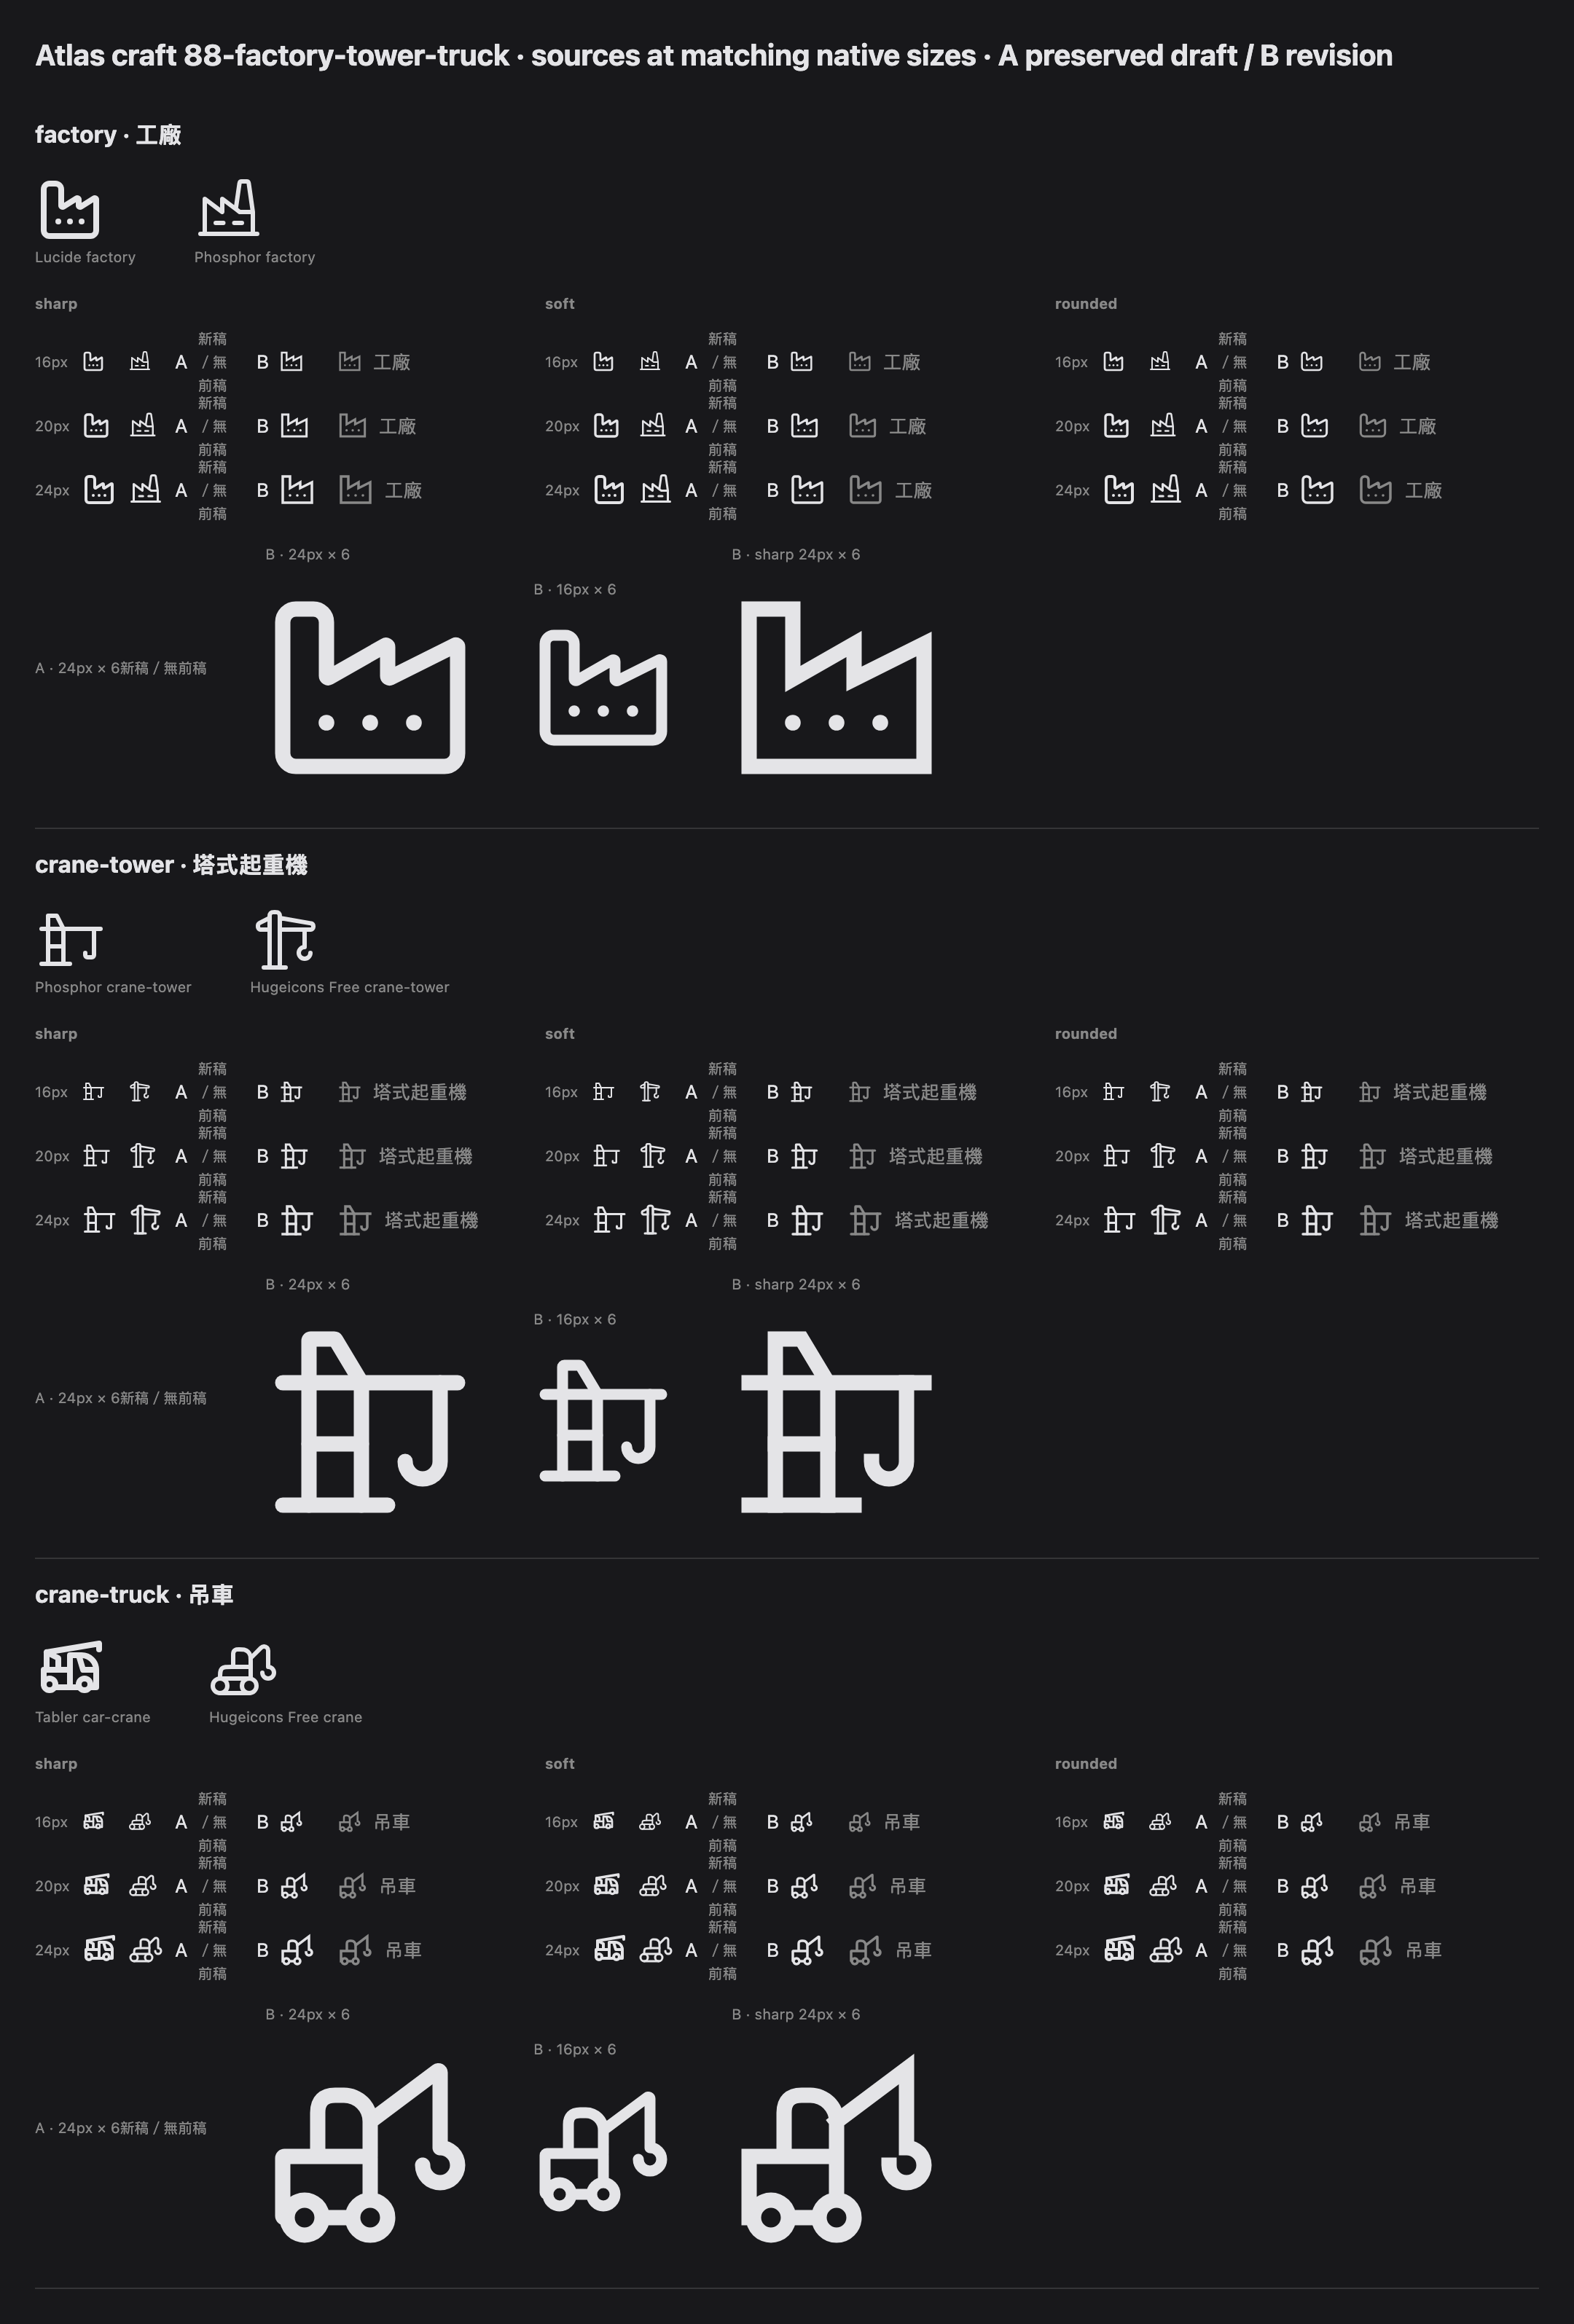 Atlas craft 88-factory-tower-truck · sources at matching native sizes · A preserved draft / B revision
factory · 工廠
Lucide factory
Phosphor factory
sharp
soft
rounded
16px A 新稿 / 無前稿 B 工廠
16px A 新稿 / 無前稿 B 工廠
16px A 新稿 / 無前稿 B 工廠
20px A 新稿 / 無前稿 B 工廠
20px A 新稿 / 無前稿 B 工廠
20px A 新稿 / 無前稿 B 工廠
24px A 新稿 / 無前稿 B 工廠
24px A 新稿 / 無前稿 B 工廠
24px A 新稿 / 無前稿 B 工廠
B · 24px × 6
B · sharp 24px × 6
B · 16px × 6
A · 24px × 6新稿 / 無前稿
crane-tower · 塔式起重機
Phosphor crane-tower
Hugeicons Free crane-tower
sharp
soft
rounded
16px A 新稿 / 無前稿 B 塔式起重機
16px A 新稿 / 無前稿 B 塔式起重機
16px A 新稿 / 無前稿 B 塔式起重機
20px A 新稿 / 無前稿 B 塔式起重機
20px A 新稿 / 無前稿 B 塔式起重機
20px A 新稿 / 無前稿 B 塔式起重機
24px A 新稿 / 無前稿 B 塔式起重機
24px A 新稿 / 無前稿 B 塔式起重機
24px A 新稿 / 無前稿 B 塔式起重機
B · 24px × 6
B · sharp 24px × 6
B · 16px × 6
A · 24px × 6新稿 / 無前稿
crane-truck · 吊車
Tabler car-crane
Hugeicons Free crane
sharp
soft
rounded
16px A 新稿 / 無前稿 B 吊車
16px A 新稿 / 無前稿 B 吊車
16px A 新稿 / 無前稿 B 吊車
20px A 新稿 / 無前稿 B 吊車
20px A 新稿 / 無前稿 B 吊車
20px A 新稿 / 無前稿 B 吊車
24px A 新稿 / 無前稿 B 吊車
24px A 新稿 / 無前稿 B 吊車
24px A 新稿 / 無前稿 B 吊車
B · 24px × 6
B · sharp 24px × 6
B · 16px × 6
A · 24px × 6新稿 / 無前稿